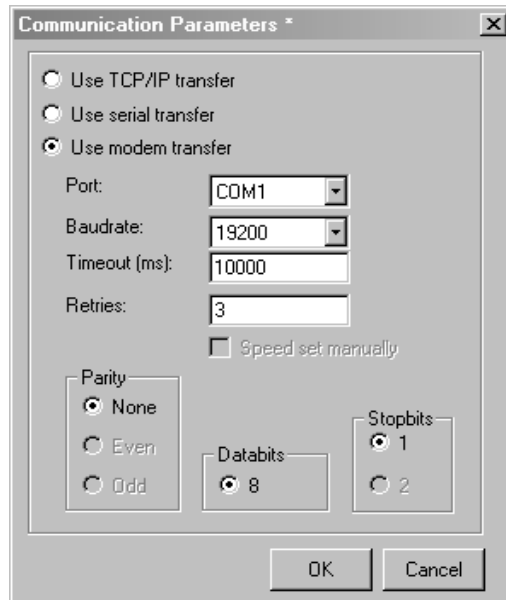 Communication Parameters *
Use TCP/IP transfer
Use serial transfer
Use modem transfer
Port: COM1
Baudrate: 19200
Timeout (ms): 10000
Retries: 3
Speed set manually
Parity
None
Even
Odd
Databits
8
Stopbits
1
2
OK Cancel